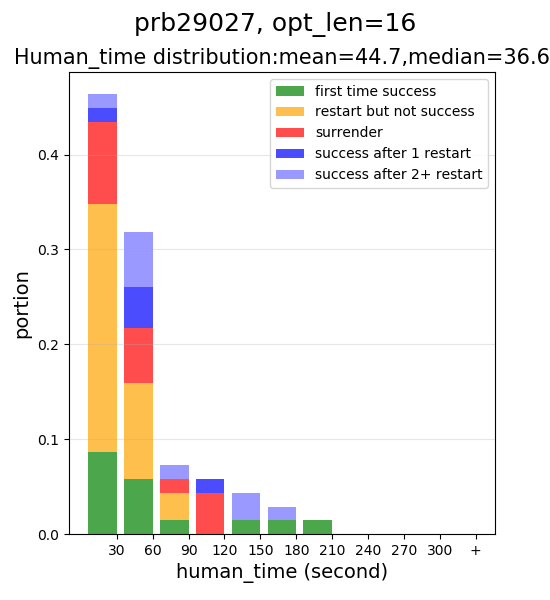 prb29027, opt_len=16
Human_time distribution:mean=44.7,median=36.6
first time success
restart but not success
surrender
success after 1 restart
success after 2+ restart
portion
0.4
0.3
0.2
0.1
0.0
30 60 90 120 150 180 210 240 270 300 +
human_time (second)